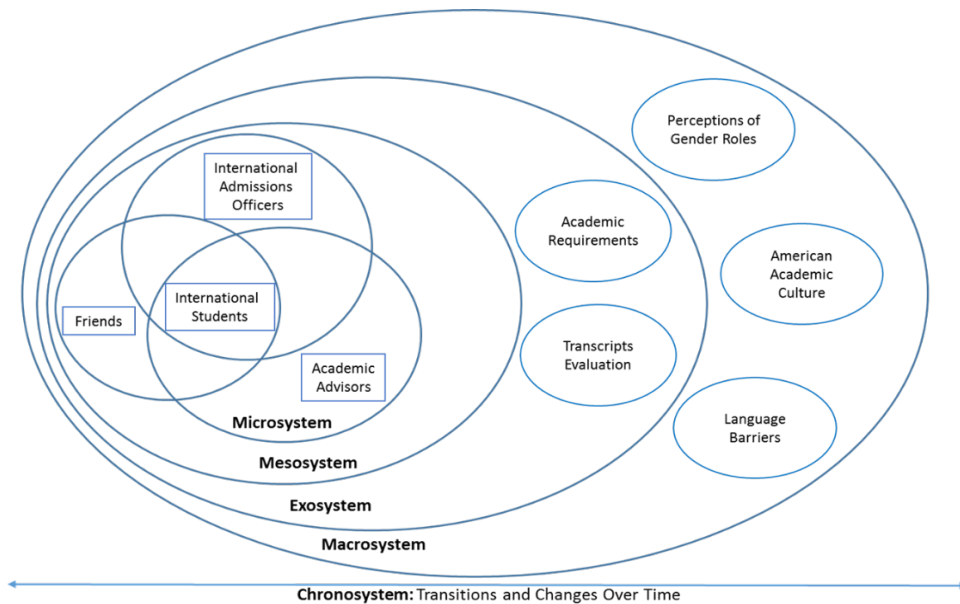 Perceptions of
Gender Roles
International
Admissions
Officers
Academic
Requirements
American
Academic
Culture
International
Students
Friends
Transcripts
Evaluation
Academic
Advisors
Language
Barriers
Microsystem
Mesosystem
Exosystem
Macrosystem
Chronosystem: Transitions and Changes Over Time